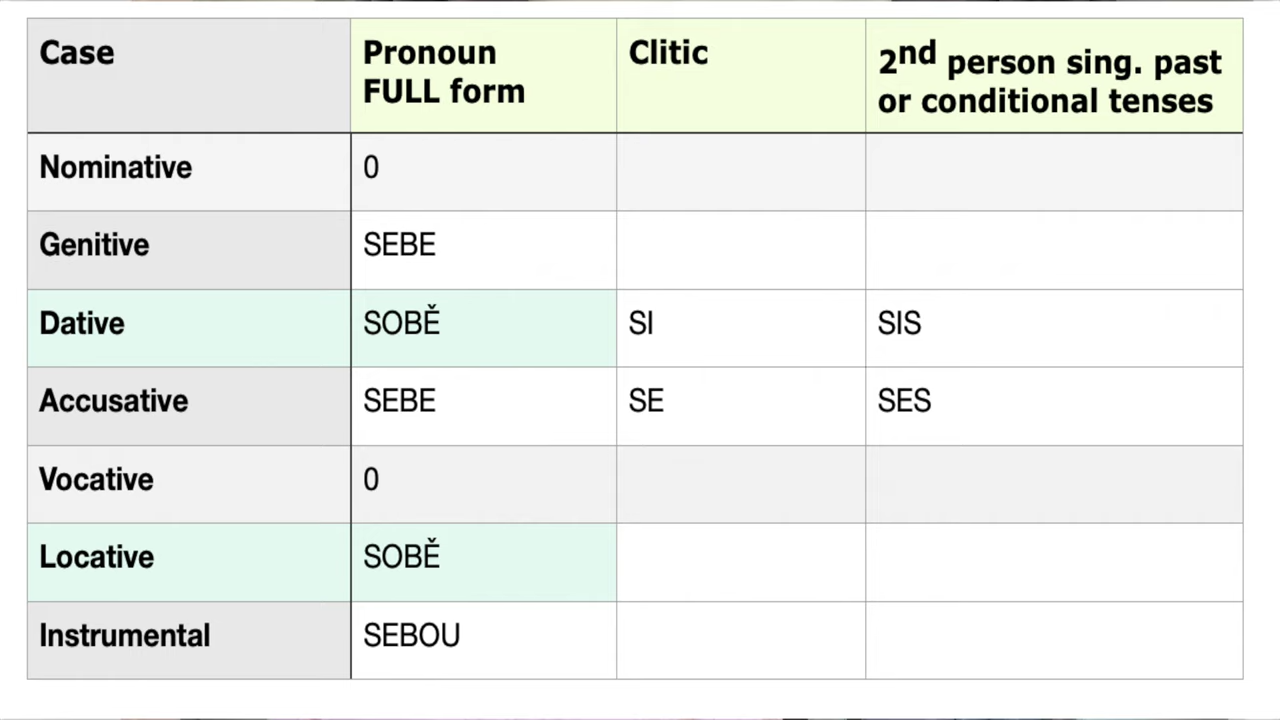 Case
Pronoun
FULL form
Clitic
2nd person sing. past
or conditional tenses
Nominative 0
Genitive SEBE
Dative SOBĚ SI SIS
Accusative SEBE SE SES
Vocative 0
Locative SOBĚ
Instrumental SEBOU